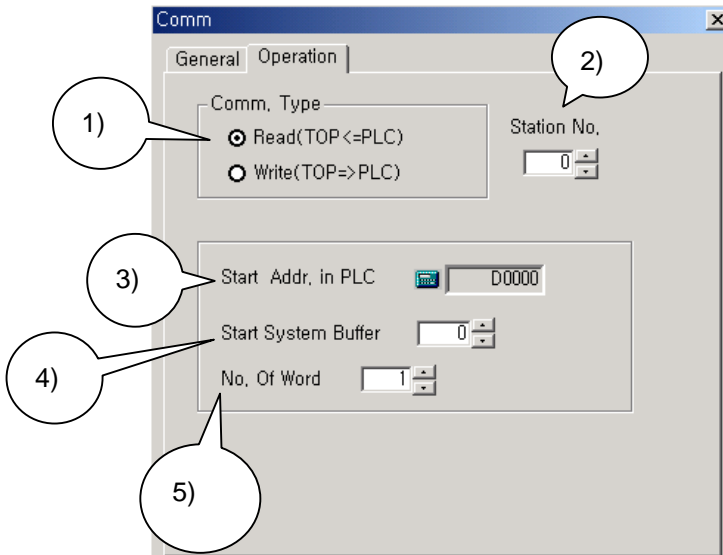 Comm
General Operation
2)
1)
Comm, Type
Read(TOP<=PLC)
Write(TOP=>PLC)
Station No,
0
3)
Start Addr, in PLC D0000
Start System Buffer 0
4)
No, Of Word 1
5)